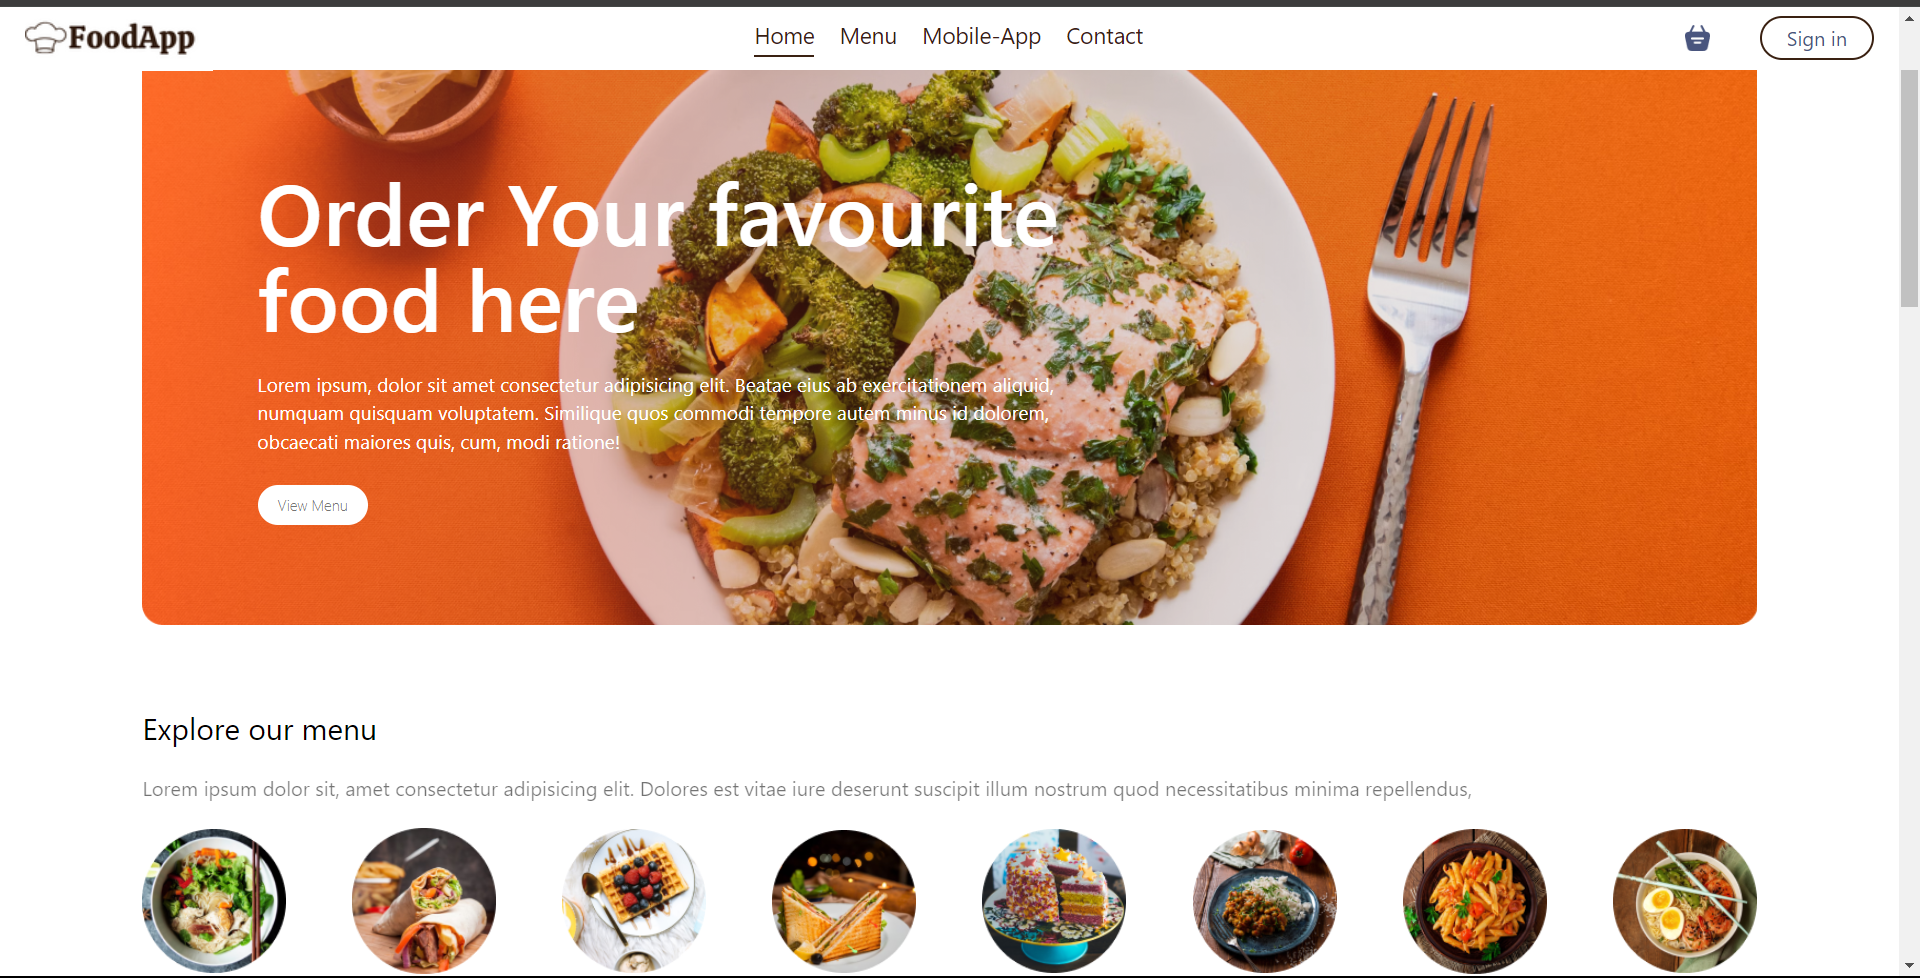 FoodApp
Home Menu Mobile-App Contact
Sign in
Order Your favourite
food here
Lorem ipsum, dolor sit amet consectetur adipisicing elit. Beatae eius ab exercitationem aliquid,
numquam quisquam voluptatem. Similique quos commodi tempore autem minus id dolorem,
obcaecati maiores quis, cum, modi ratione!
View Menu
Explore our menu
Lorem ipsum dolor sit, amet consectetur adipisicing elit. Dolores est vitae iure deserunt suscipit illum nostrum quod necessitatibus minima repellendus,